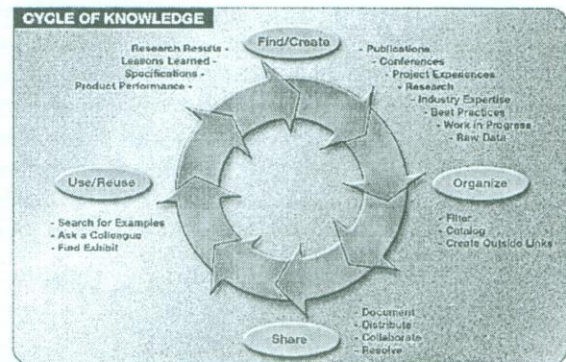 CYCLE OF KNOWLEDGE
Find/Create
Research Results -
Lessons Learned -
Specifications -
Product Performance -
- Publications
- Conferences
- Project Experiences
- Research
- Industry Expertise
- Best Practices
- Work in Progress
- Raw Data
Organize
- Filter
- Catalog
- Create Outside Links
Share
- Document
- Distribute
- Collaborate
- Resolve
Use/Reuse
- Search for Examples
- Ask a Colleague
- Find Exhibit